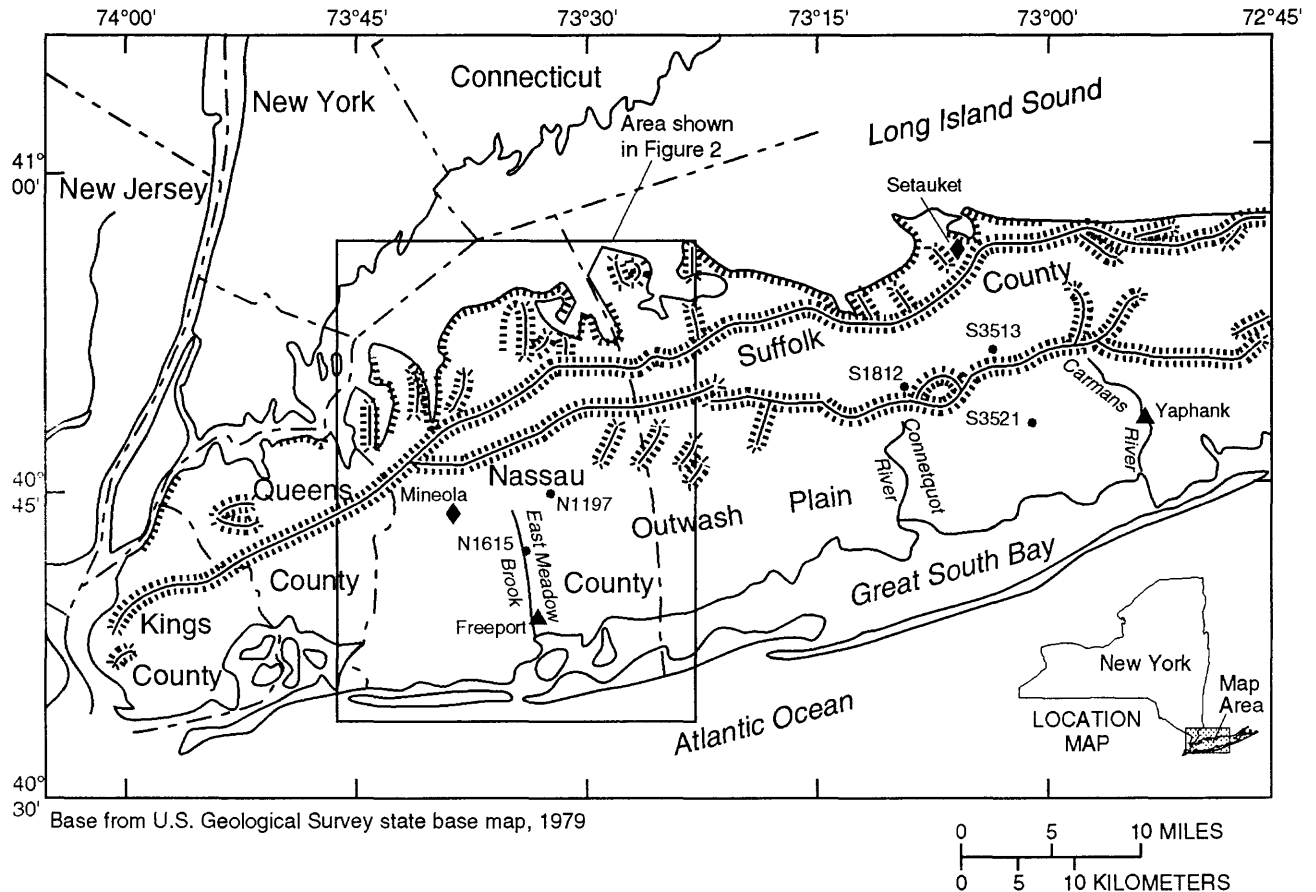 74°00'
73°45'
73°30'
73°15'
73°00'
72°45'
Connecticut
New York
Area shown
in Figure 2
Long Island Sound
41°
00'
New Jersey
Setauket
County
Suffolk
S3513
S1812
Carmans
River
Yaphank
S3521
Connetquot
River
40°
45'
Queens
Nassau
Mineola
N1197
Outwash
Plain
N1615
East Meadow
Brook
County
County
Great South Bay
Kings
County
Freeport
New York
Map
Area
LOCATION
MAP
Atlantic Ocean
40°
30'
Base from U.S. Geological Survey state base map, 1979
0 5 10 MILES
0 5 10 KILOMETERS